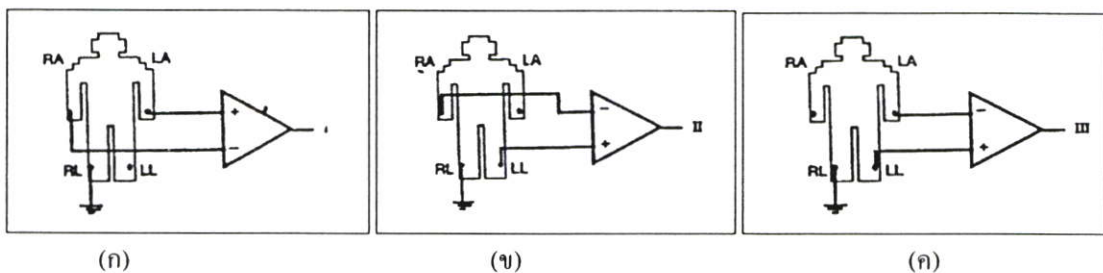 RA LA
+
−
RL LL
RA LA
−
+
II
RL LL
RA LA
−
+
III
RL LL
(ก) (ข) (ค)